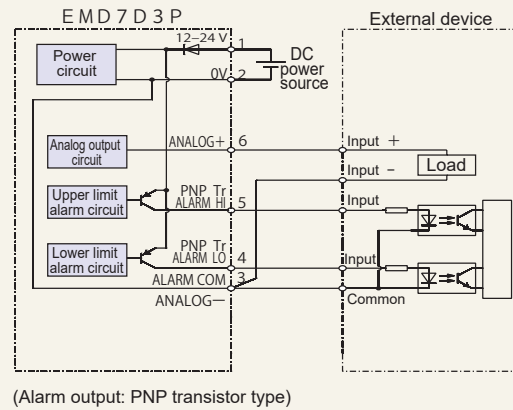 EMD7D3P
External device
12–24 V
1
Power
circuit
DC
power
source
0V
2
Analog output
circuit
ANALOG+
6
Input +
Load
Input −
Upper limit
alarm circuit
PNP Tr
ALARM HI
5
Input
Lower limit
alarm circuit
PNP Tr
ALARM LO
4
Input
ALARM COM
3
ANALOG−
Common
(Alarm output: PNP transistor type)